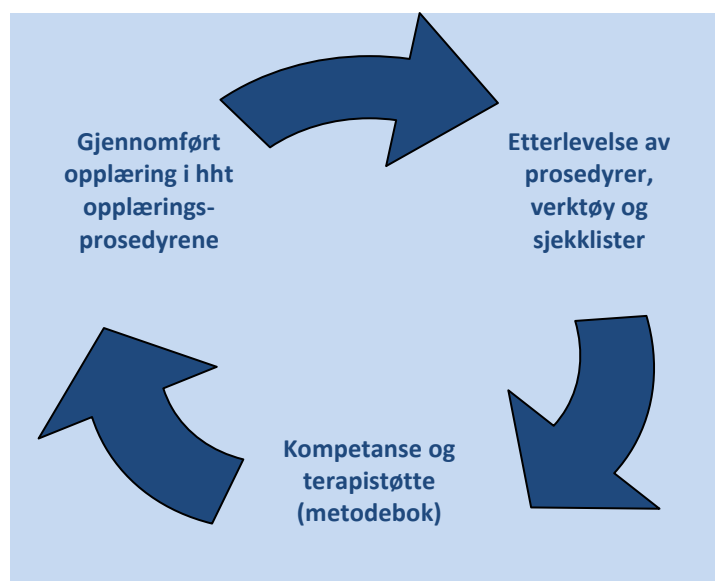 Gjennomført
opplæring i hht
opplærings-
prosedyrene
Etterlevelse av
prosedyrer,
verktøy og
sjekklister
Kompetanse og
terapistøtte
(metodebok)